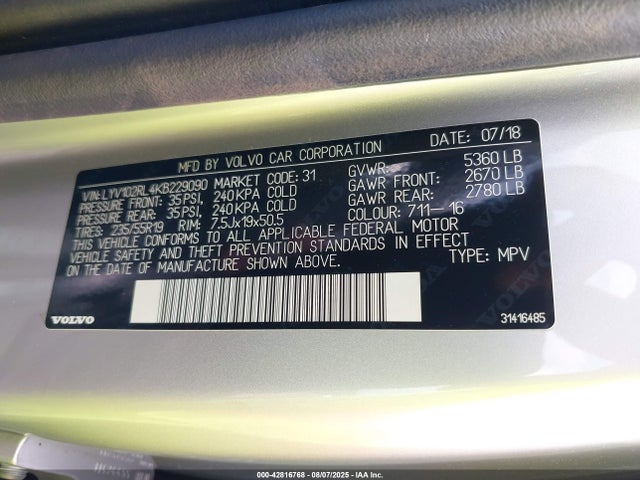 MFD BY VOLVO CAR CORPORATION DATE: 07/18
VIN: LYV102RL4KB229090 MARKET CODE: 31 GVWR: 5360 LB
PRESSURE FRONT: 35PSI, 240KPA COLD GAWR FRONT: 2670 LB
PRESSURE REAR: 35PSI, 240KPA COLD GAWR REAR: 2780 LB
TIRES: 235/55R19 RIM: 7.5Jx19x50.5 COLOUR: 711- 16
THIS VEHICLE CONFORMS TO ALL APPLICABLE FEDERAL MOTOR
VEHICLE SAFETY AND THEFT PREVENTION STANDARDS IN EFFECT
ON THE DATE OF MANUFACTURE SHOWN ABOVE. TYPE: MPV
VOLVO 31416485
000-42816768 - 08/07/2025 - IAA Inc.